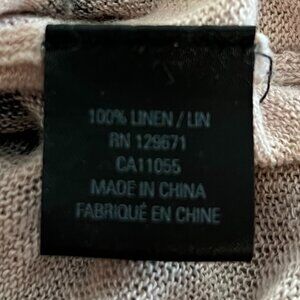 100% LINEN / LIN
RN 129671
CA11055
MADE IN CHINA
FABRIQUÉ EN CHINE